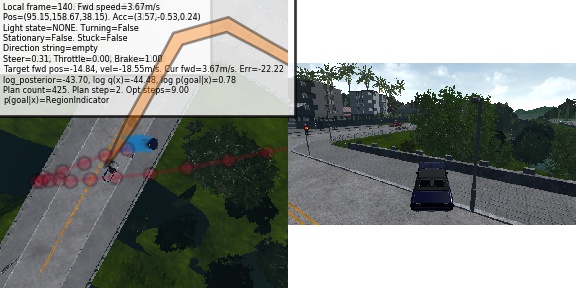 Local frame=140. Fwd speed=3.67m/s
Pos=(95.15,158.67,38.15). Acc=(3.57,-0.53,0.24)
Light state=NONE. Turning=False
Stationary=False. Stuck=False
Direction string=empty
Steer=0.31, Throttle=0.00, Brake=1.00
Target fwd pos=-14.84, vel=-18.55m/s. Cur fwd=3.67m/s. Err=-22.22
log_posterior=-43.70, log q(x)=-44.48, log p(goal|x)=0.78
Plan count=425. Plan step=2. Opt steps=9.00
p(goal|x)=RegionIndicator